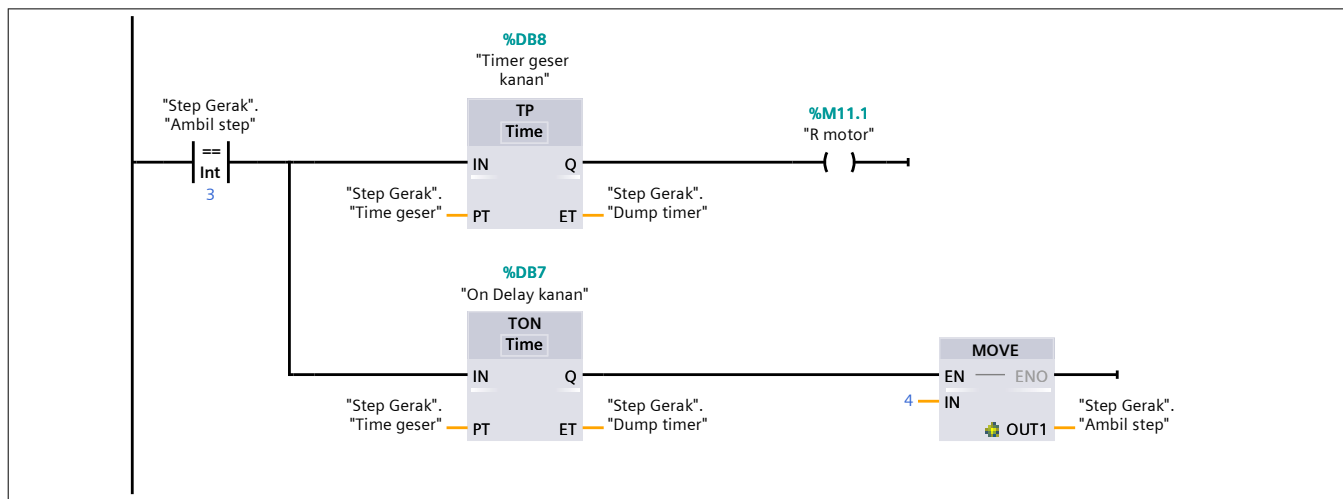 %DB8
"Timer geser
kanan"
TP
Time
"Step Gerak".
"Ambil step"
==
Int
3
IN
Q
"Step Gerak".
"Time geser"
PT
ET
"Step Gerak".
"Dump timer"
%M11.1
"R motor"
( )
%DB7
"On Delay kanan"
TON
Time
IN
Q
"Step Gerak".
"Time geser"
PT
ET
"Step Gerak".
"Dump timer"
MOVE
EN
ENO
4
IN
OUT1
"Step Gerak".
"Ambil step"